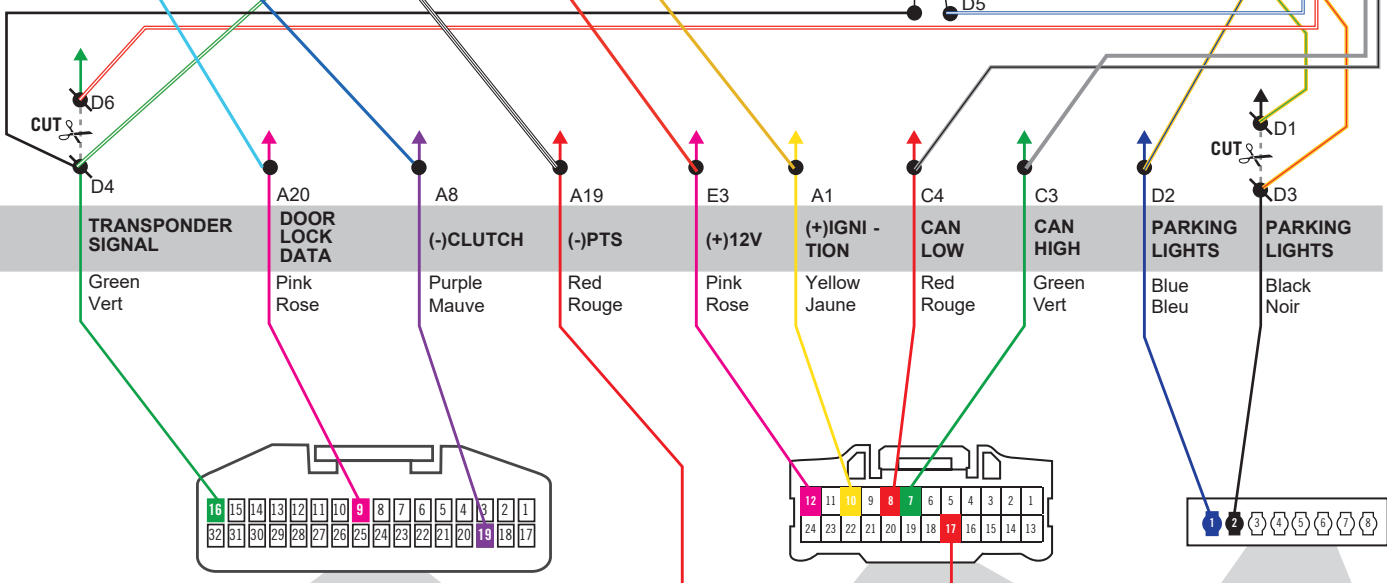 D5
D6
CUT
D4
D1
CUT
D3
A20
A8
A19
E3
A1
C4
C3
D2
TRANSPONDER
SIGNAL
DOOR
LOCK
DATA
(-)CLUTCH
(-)PTS
(+)12V
(+)IGNI -
TION
CAN
LOW
CAN
HIGH
PARKING
LIGHTS
PARKING
LIGHTS
Green
Vert
Pink
Rose
Purple
Mauve
Red
Rouge
Pink
Rose
Yellow
Jaune
Red
Rouge
Green
Vert
Blue
Bleu
Black
Noir
16 15 14 13 12 11 10 9 8 7 6 5 4 3 2 1
32 31 30 29 28 27 26 25 24 23 22 21 20 19 18 17
12 11 10 9 8 7 6 5 4 3 2 1
24 23 22 21 20 19 18 17 16 15 14 13
1 2 3 4 5 6 7 8